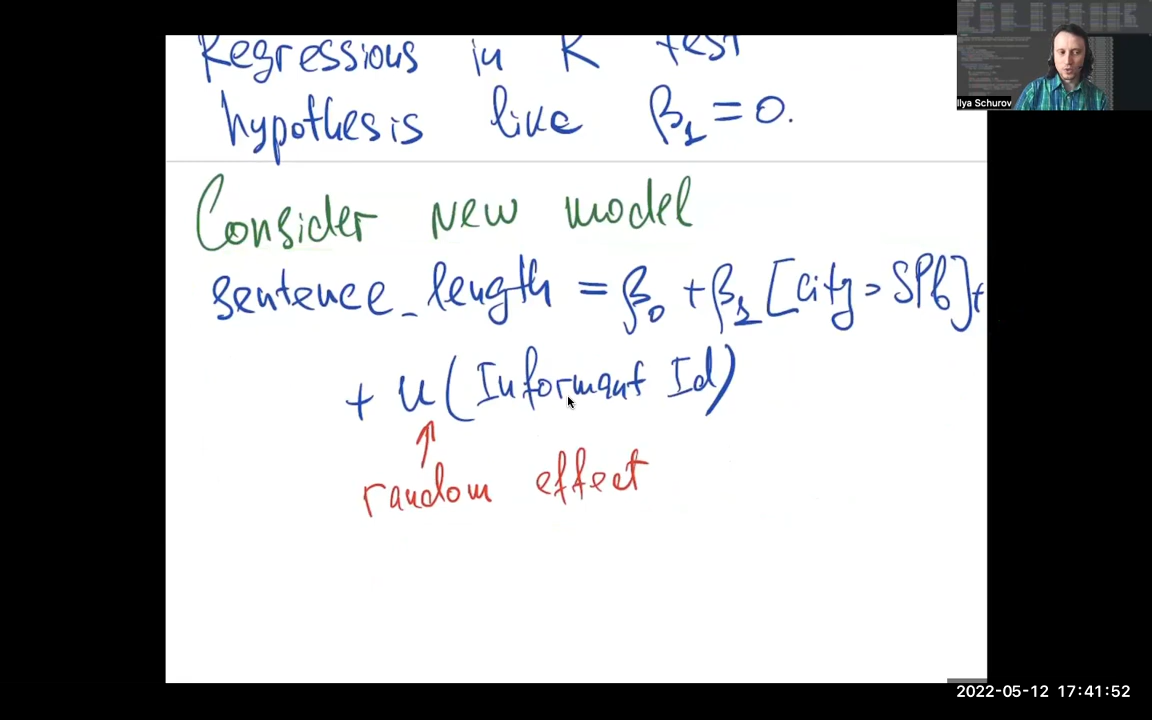 Regressions in R test
hypothesis like β₁ = 0.
Consider new model
sentence_length = β₀ + β₁ [city = SPb] +
+ u (Informant Id)
↑
random effect
Ilya Schurov
2022-05-12 17:41:52